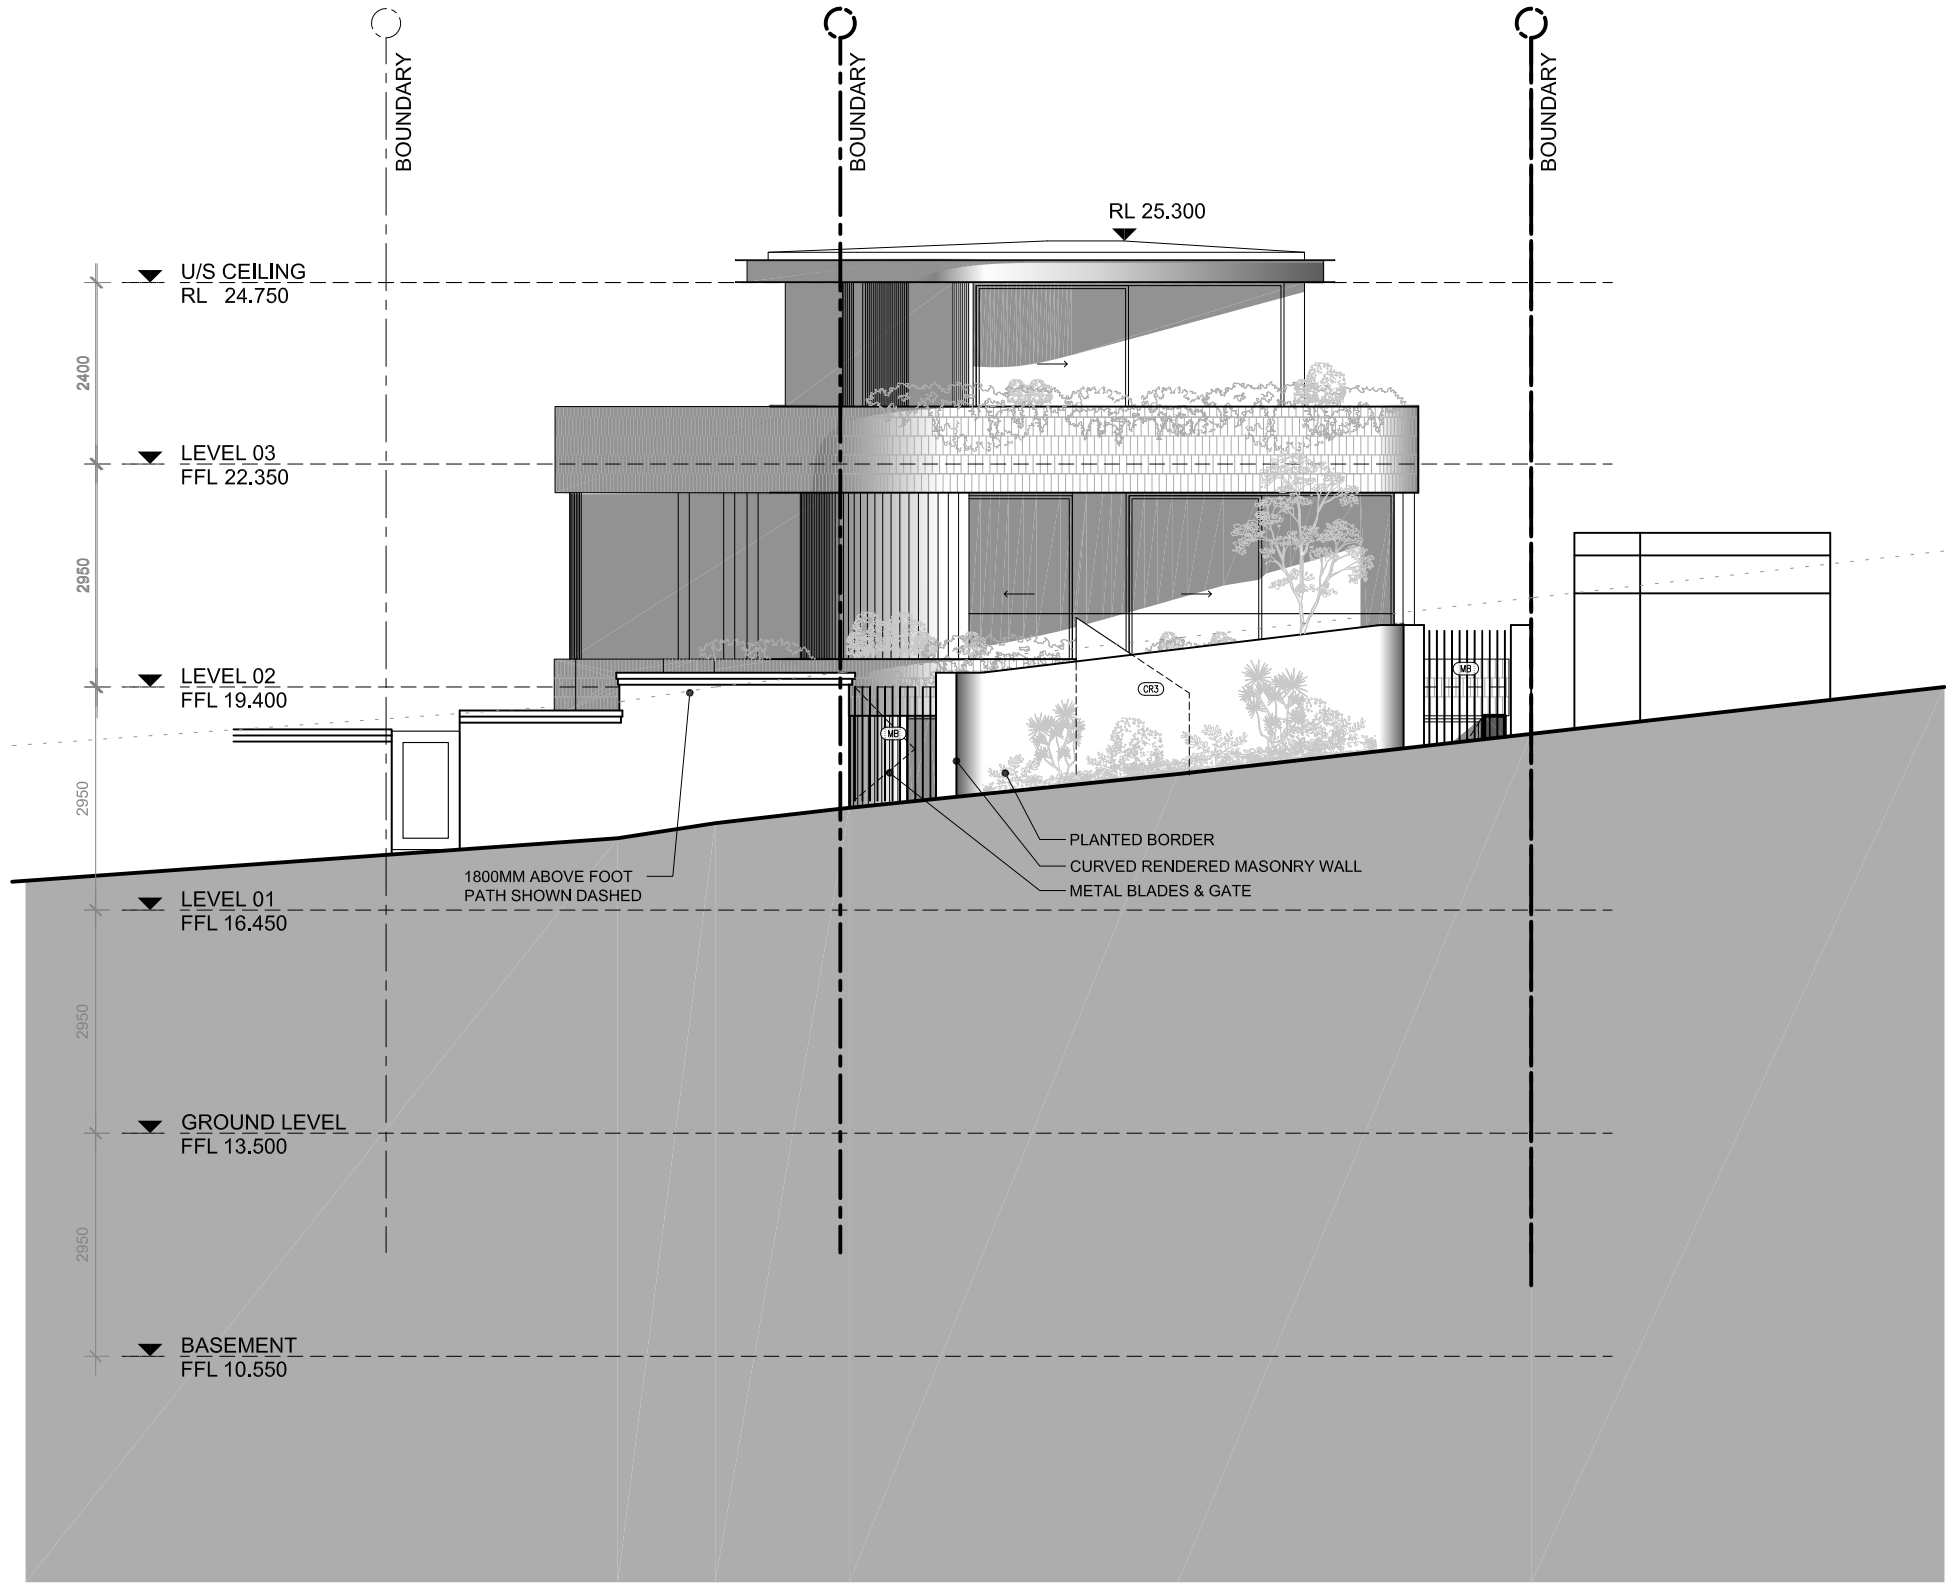 BOUNDARY
BOUNDARY
BOUNDARY
RL 25.300
U/S CEILING
RL 24.750
2400
LEVEL 03
FFL 22.350
2950
LEVEL 02
FFL 19.400
MB
CR3
MB
2950
PLANTED BORDER
CURVED RENDERED MASONRY WALL
METAL BLADES & GATE
1800MM ABOVE FOOT
PATH SHOWN DASHED
LEVEL 01
FFL 16.450
2950
GROUND LEVEL
FFL 13.500
2950
BASEMENT
FFL 10.550